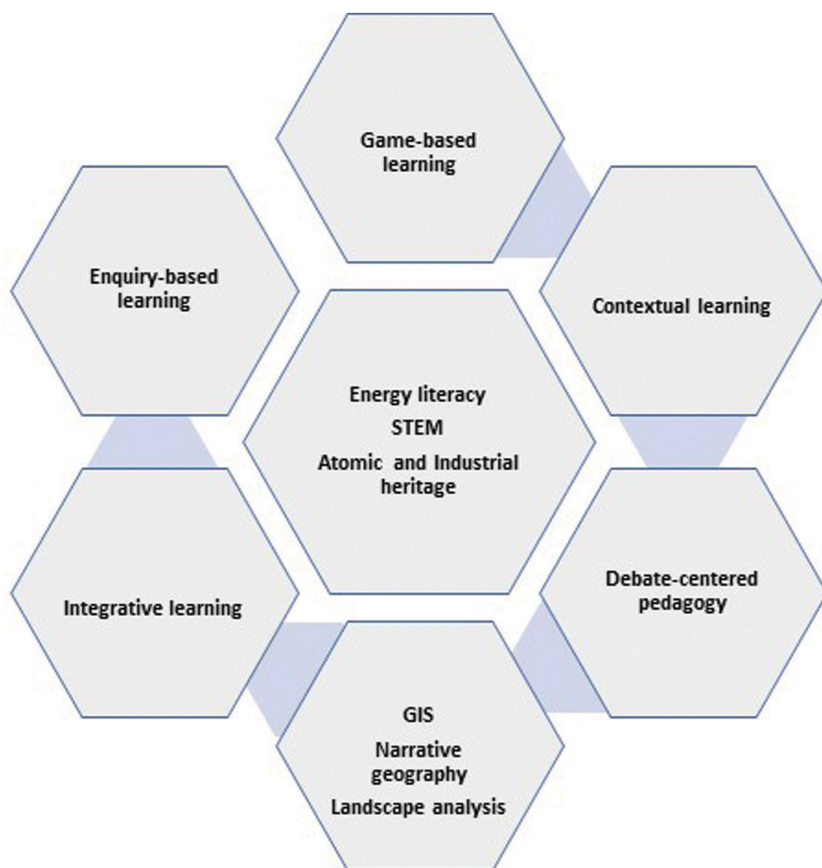 Game-based
learning
Enquiry-based
learning
Contextual learning
Energy literacy
STEM
Atomic and Industrial
heritage
Integrative learning
Debate-centered
pedagogy
GIS
Narrative
geography
Landscape analysis